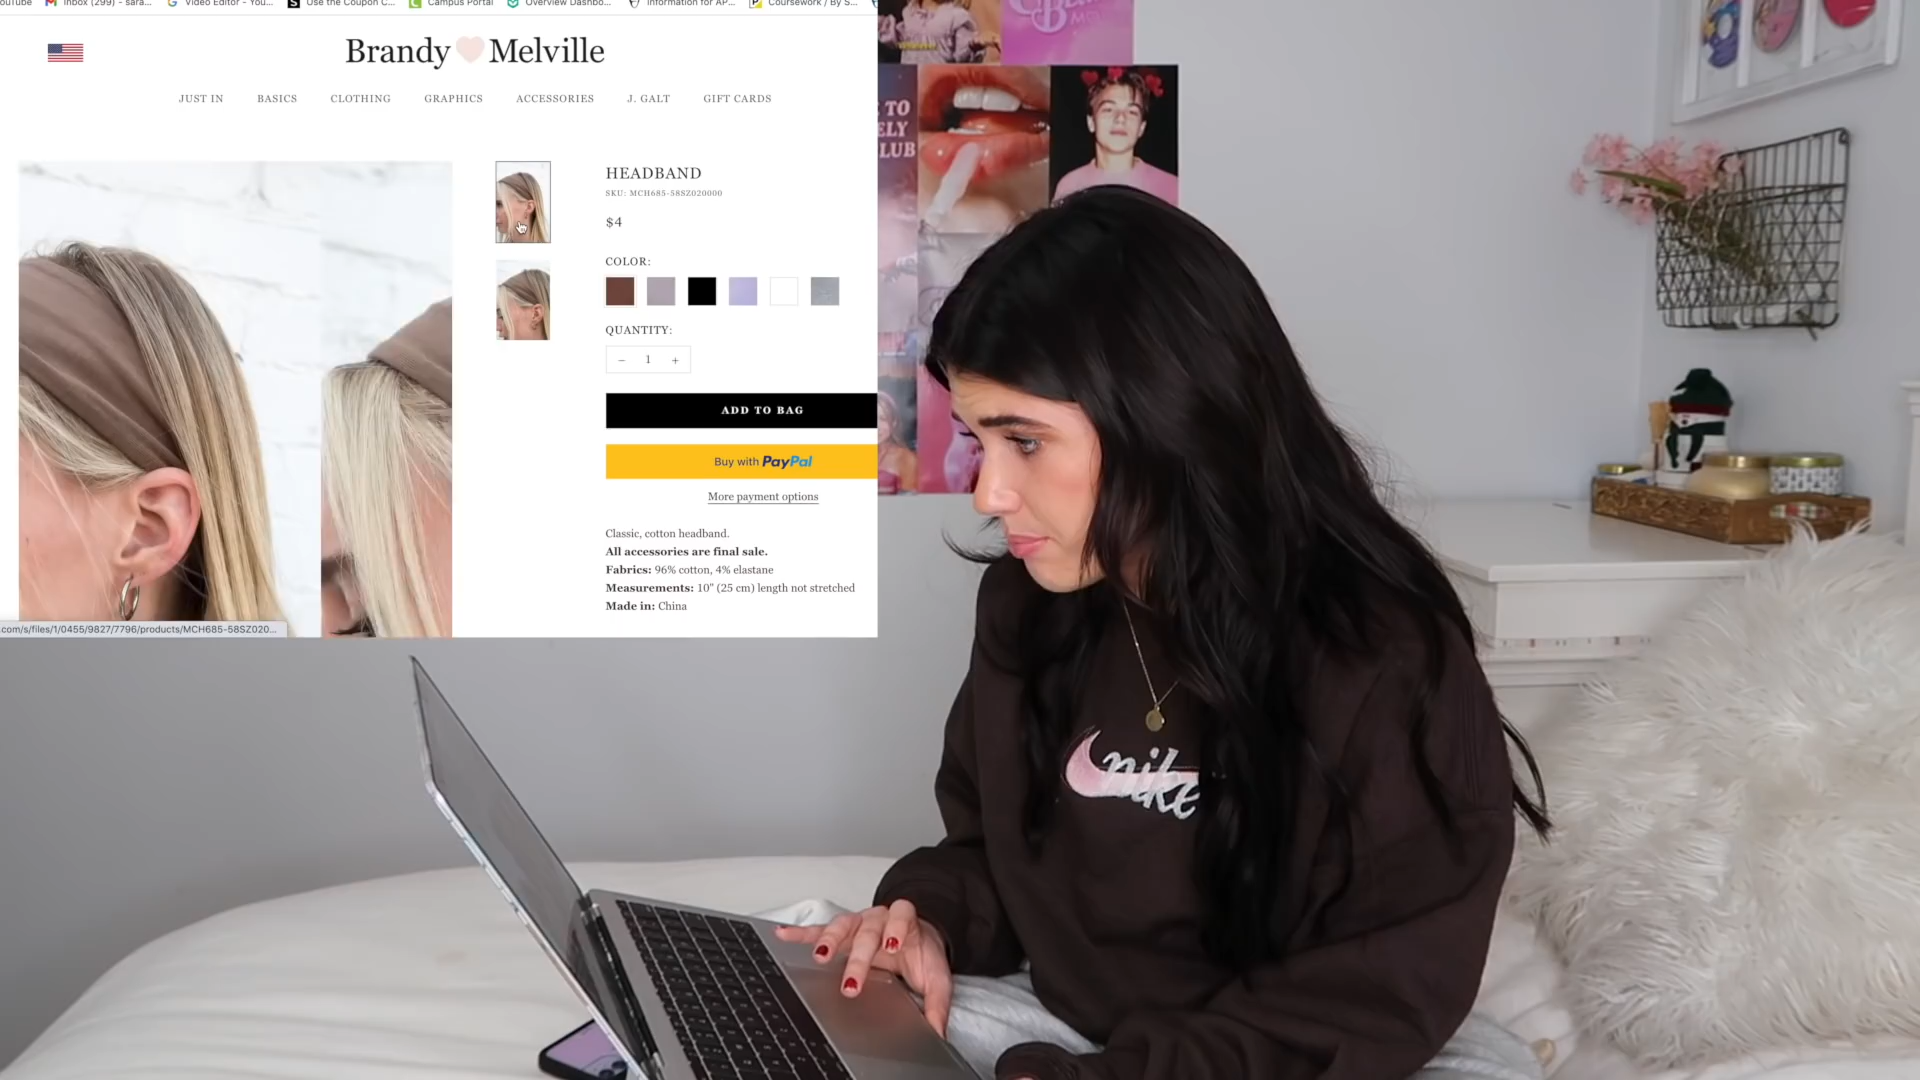 ouTube Inbox (299) - sara... Video Editor - You... Use the Coupon C... Campus Portal Overview Dashbo... Information for AP... Coursework / By S...
Brandy Melville
JUST IN BASICS CLOTHING GRAPHICS ACCESSORIES J. GALT GIFT CARDS
HEADBAND
SKU: MCH685-58SZ020000
$4
COLOR:
QUANTITY:
− 1 +
ADD TO BAG
Buy with PayPal
More payment options
Classic, cotton headband.
All accessories are final sale.
Fabrics: 96% cotton, 4% elastane
Measurements: 10" (25 cm) length not stretched
Made in: China
.com/s/files/1/0455/9827/7796/products/MCH685-58SZ020...
TO
ELY
LUB
nike